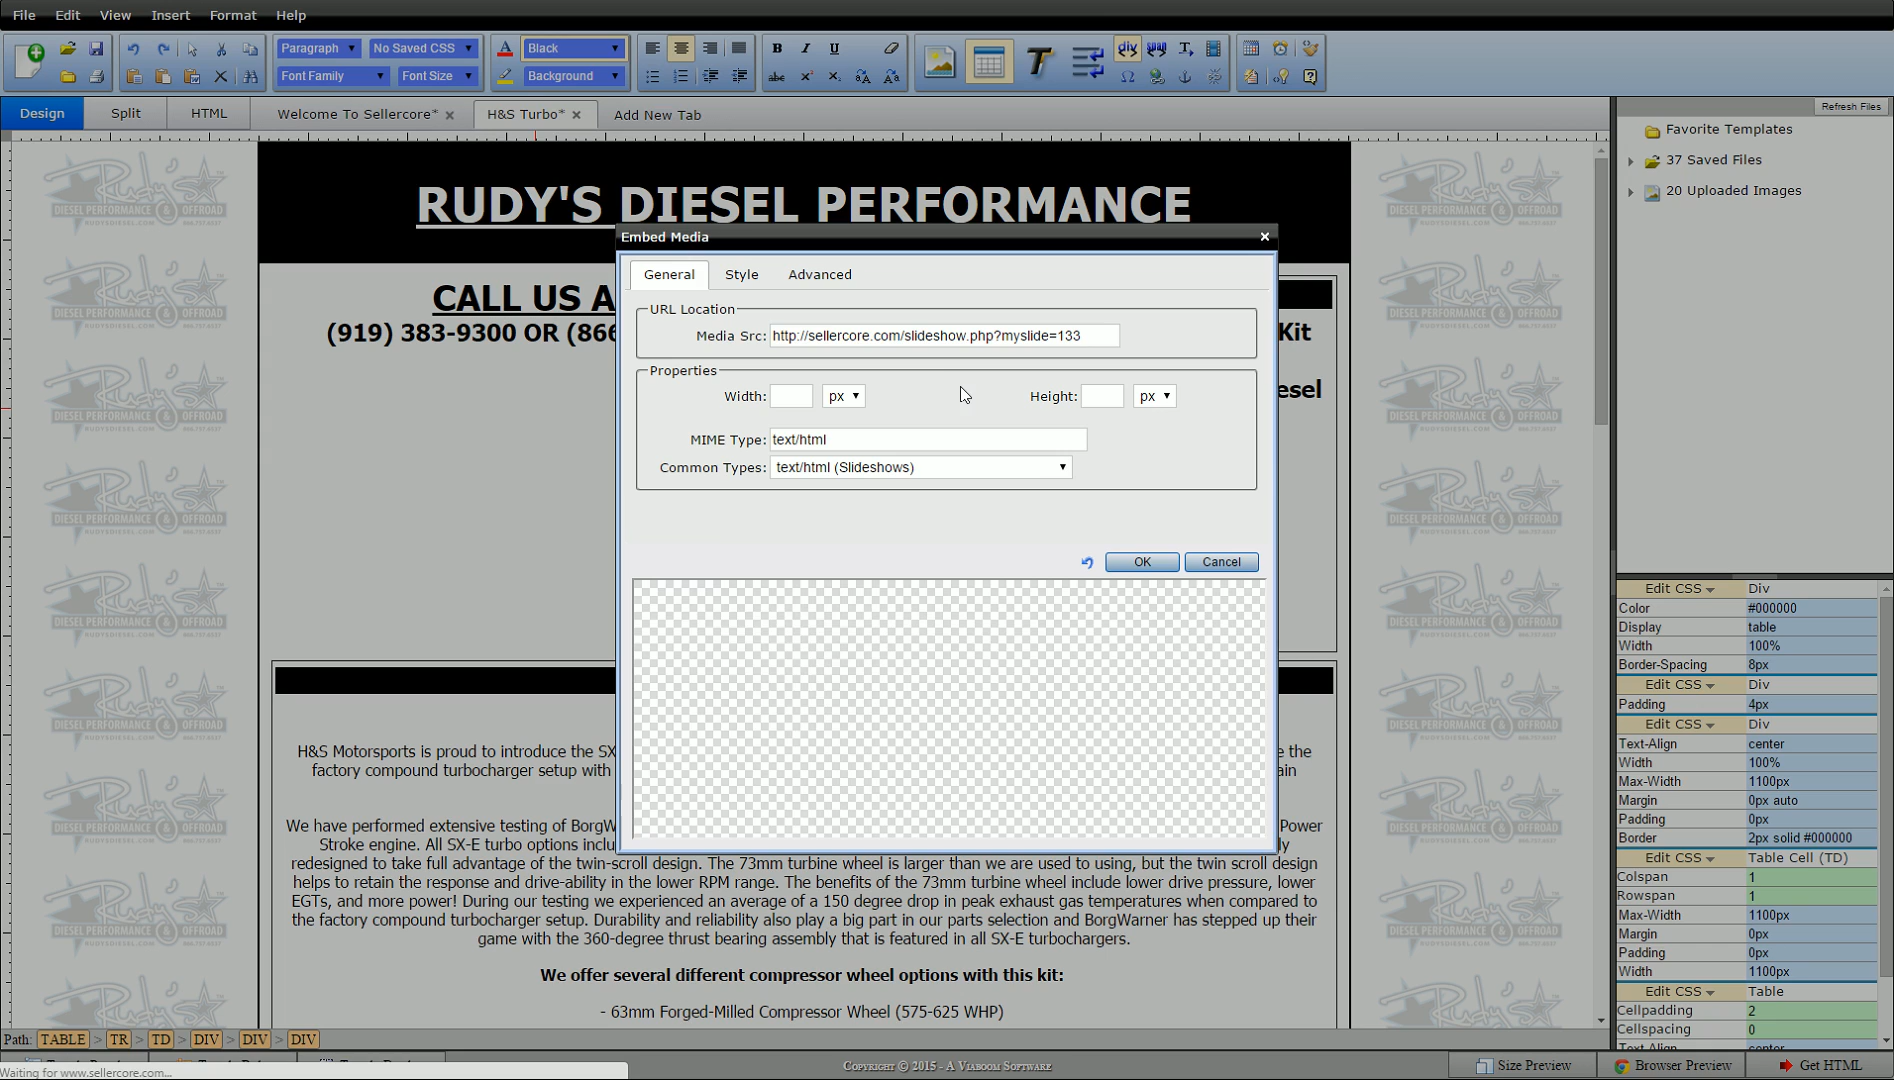 File Edit View Insert Format Help
Paragraph No Saved CSS Black
Font Family Font Size Background
Design Split HTML Welcome To Sellercore* H&S Turbo* Add New Tab
Refresh Files
Favorite Templates
37 Saved Files
20 Uploaded Images
RUDY'S DIESEL PERFORMANCE
CALL US A
(919) 383-9300 OR (866
Kit
esel
Embed Media
General Style Advanced
URL Location
Media Src: http://sellercore.com/slideshow.php?myslide=133
Properties
Width: px Height: px
MIME Type: text/html
Common Types: text/html (Slideshows)
OK Cancel
H&S Motorsports is proud to introduce the SX
e the
factory compound turbocharger setup with
ain
We have performed extensive testing of BorgW
Power
Stroke engine. All SX-E turbo options inclu
ly
redesigned to take full advantage of the twin-scroll design. The 73mm turbine wheel is larger than we are used to using, but the twin scroll design
helps to retain the response and drive-ability in the lower RPM range. The benefits of the 73mm turbine wheel include lower drive pressure, lower
EGTs, and more power! During our testing we experienced an average of a 150 degree drop in peak exhaust gas temperatures when compared to
the factory compound turbocharger setup. Durability and reliability also play a big part in our parts selection and BorgWarner has stepped up their
game with the 360-degree thrust bearing assembly that is featured in all SX-E turbochargers.
We offer several different compressor wheel options with this kit:
- 63mm Forged-Milled Compressor Wheel (575-625 WHP)
Edit CSS Div
Color #000000
Display table
Width 100%
Border-Spacing 8px
Edit CSS Div
Padding 4px
Edit CSS Div
Text-Align center
Width 100%
Max-Width 1100px
Margin 0px auto
Padding 0px
Border 2px solid #000000
Edit CSS Table Cell (TD)
Colspan 1
Rowspan 1
Max-Width 1100px
Margin 0px
Padding 0px
Width 1100px
Edit CSS Table
Cellpadding 2
Cellspacing 0
Text-Align center
Path: TABLE > TR > TD > DIV > DIV > DIV
Waiting for www.sellercore.com...
Copyright © 2015 - A Viaboom Software
Size Preview Browser Preview Get HTML